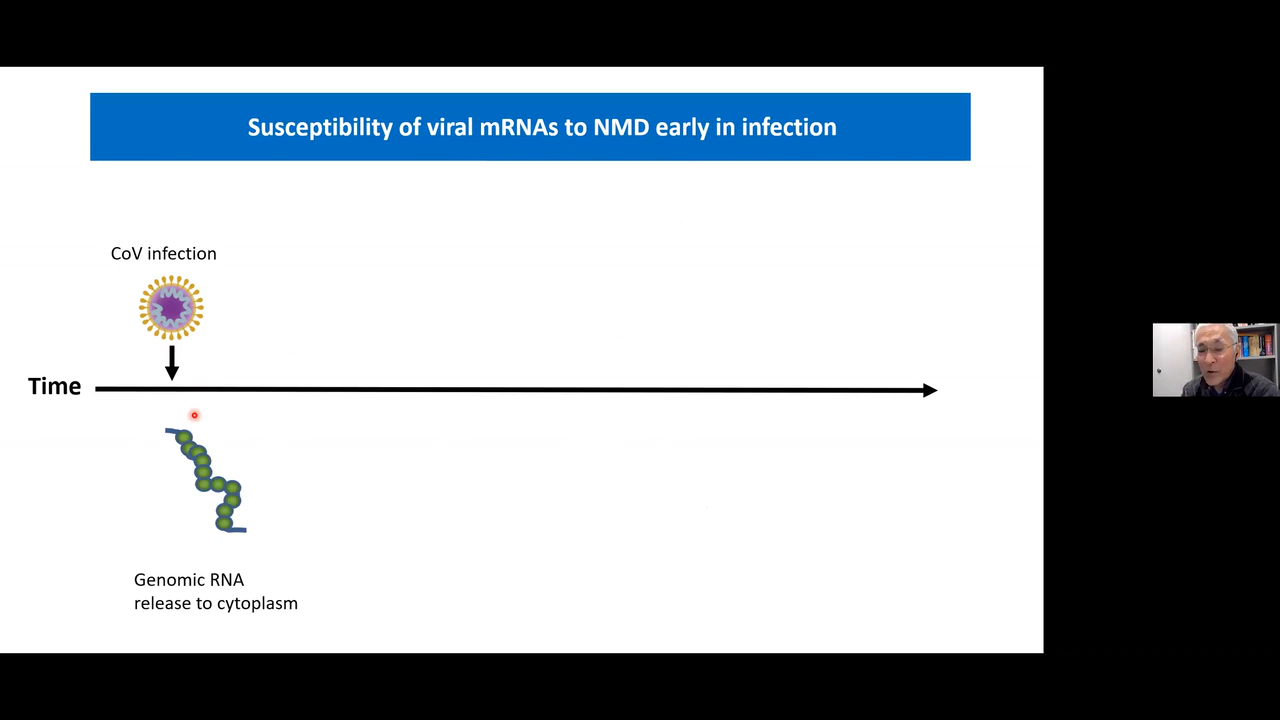 Susceptibility of viral mRNAs to NMD early in infection
CoV infection
Time
Genomic RNA
release to cytoplasm